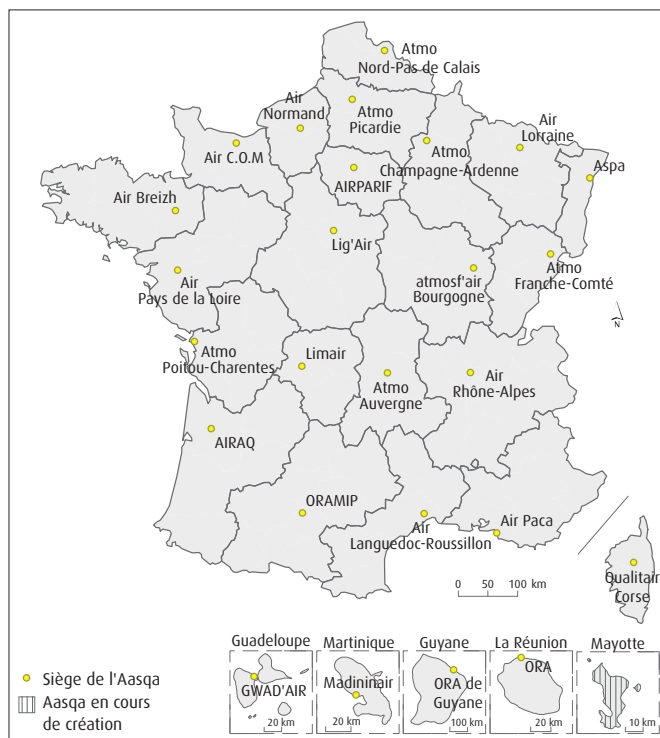 Atmo
Nord-Pas de Calais
Air
Normand
Atmo
Picardie
Air
Lorraine
Air C.O.M
Atmo
Champagne-Ardenne
Aspa
AIRPARIF
Air Breizh
Lig'Air
Air
Pays de la Loire
atmosf'air
Bourgogne
Atmo
Franche-Comté
N
Atmo
Poitou-Charentes
Limair
Atmo
Auvergne
Air
Rhône-Alpes
AIRAQ
ORAMIP
Air
Languedoc-Roussillon
Air Paca
Qualitair
Corse
0 50 100 km
Siège de l'Aasqa
Aasqa en cours
de création
Guadeloupe
GWAD'AIR
20 km
Martinique
Madininair
20 km
Guyane
ORA de
Guyane
100 km
La Réunion
ORA
20 km
Mayotte
10 km